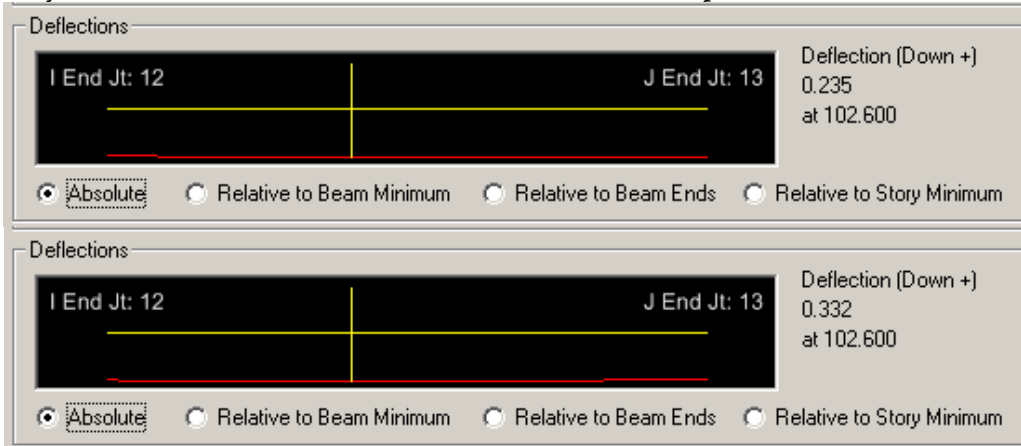 Deflections
I End Jt: 12 J End Jt: 13
Deflection (Down +)
0.235
at 102.600
Absolute Relative to Beam Minimum Relative to Beam Ends Relative to Story Minimum
Deflections
I End Jt: 12 J End Jt: 13
Deflection (Down +)
0.332
at 102.600
Absolute Relative to Beam Minimum Relative to Beam Ends Relative to Story Minimum